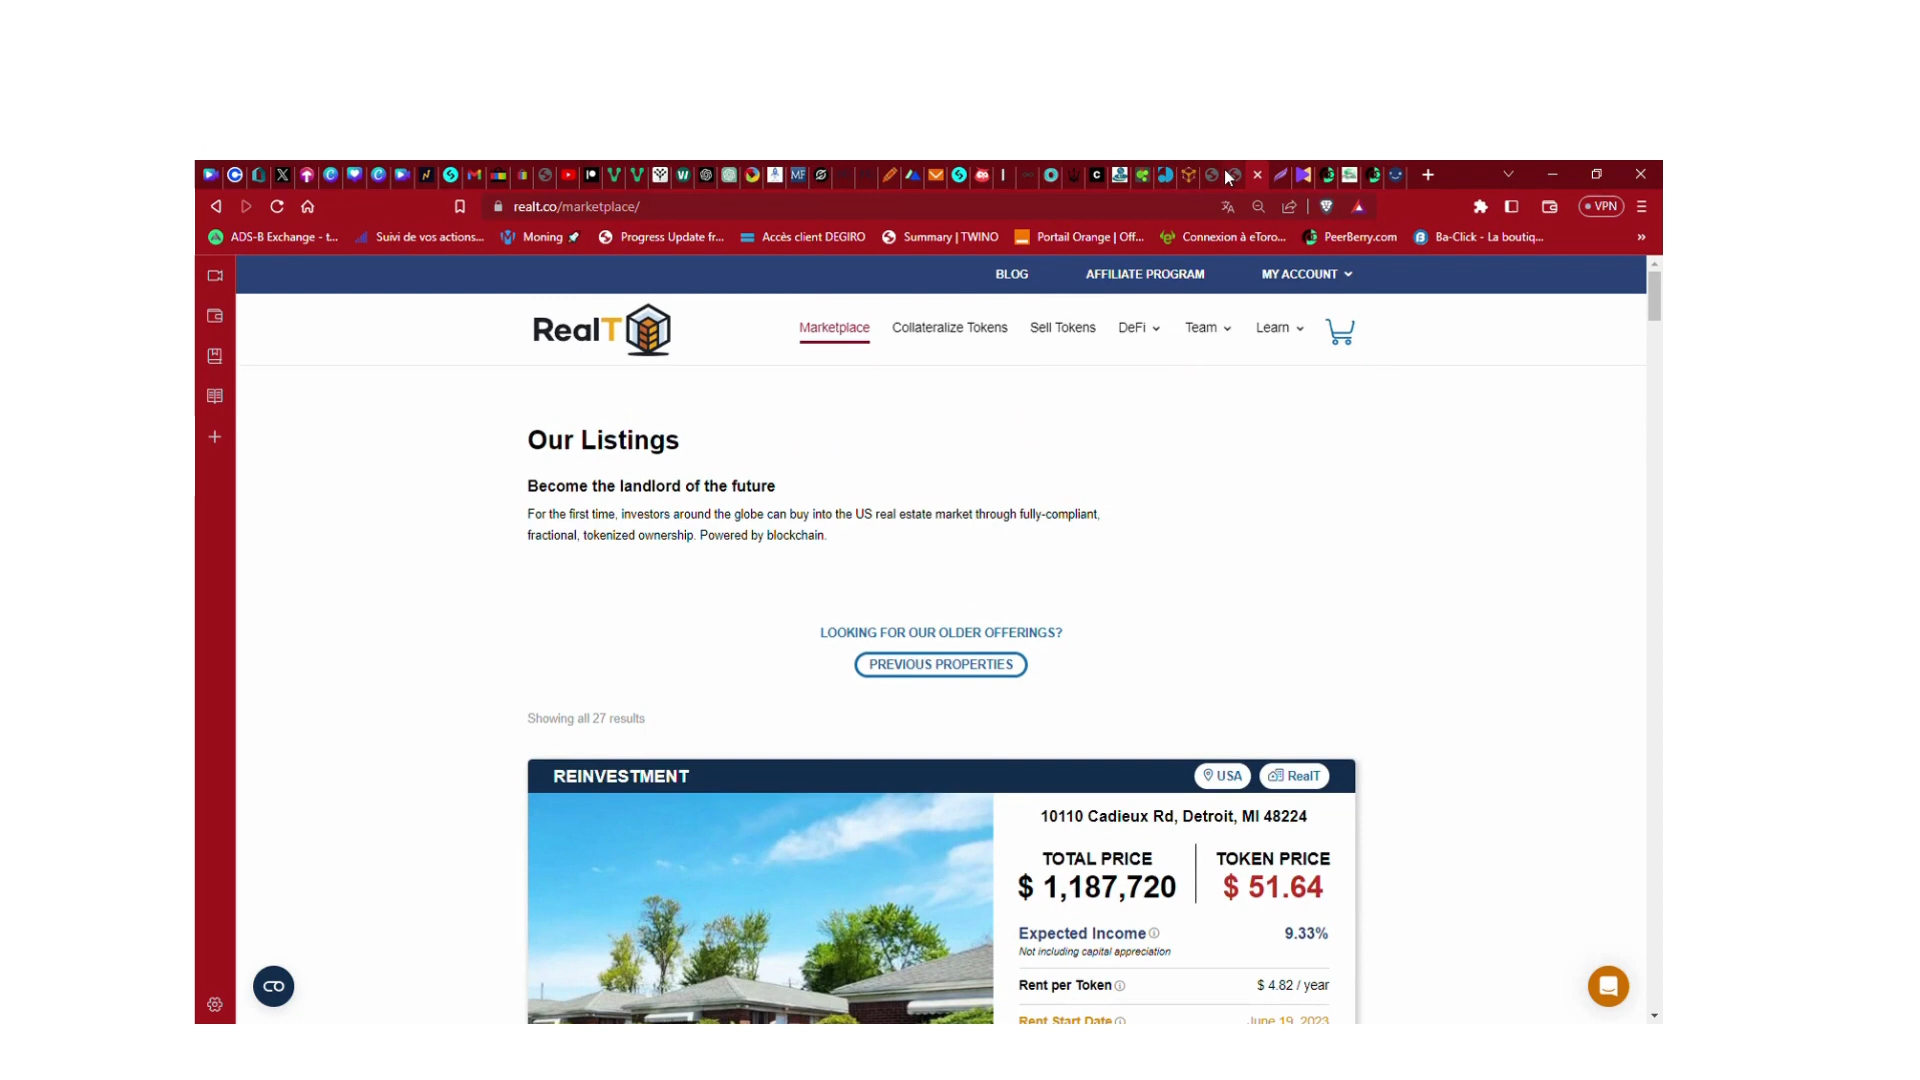 realt.co/marketplace/
VPN
ADS-B Exchange - t...
Suivi de vos actions...
Moning
Progress Update fr...
Accès client DEGIRO
Summary | TWINO
Portail Orange | Off...
Connexion à eToro...
PeerBerry.com
Ba-Click - La boutiq...
»
BLOG
AFFILIATE PROGRAM
MY ACCOUNT
RealT
Marketplace
Collateralize Tokens
Sell Tokens
DeFi
Team
Learn
Our Listings
Become the landlord of the future
For the first time, investors around the globe can buy into the US real estate market through fully-compliant,
fractional, tokenized ownership. Powered by blockchain.
LOOKING FOR OUR OLDER OFFERINGS?
PREVIOUS PROPERTIES
Showing all 27 results
REINVESTMENT
USA
RealT
10110 Cadieux Rd, Detroit, MI 48224
TOTAL PRICE
$ 1,187,720
TOKEN PRICE
$ 51.64
Expected Income
9.33%
Not including capital appreciation
Rent per Token
$ 4.82 / year
Rent Start Date
June 19, 2023